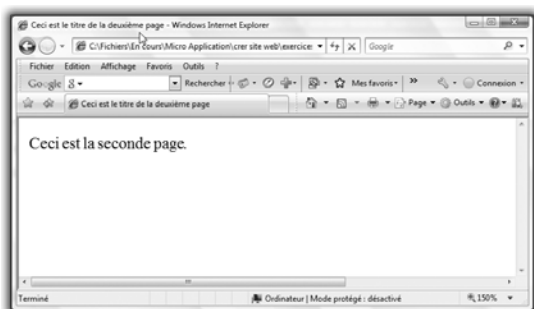 Ceci est le titre de la deuxième page - Windows Internet Explorer
C:\Fichiers\En cours\Micro Application\crer site web\exercice:
Google
Fichier Edition Affichage Favoris Outils ?
Google Rechercher Mes favoris Connexion
Ceci est le titre de la deuxième page Page Outils
Ceci est la seconde page.
Terminé Ordinateur | Mode protégé : désactivé 150%